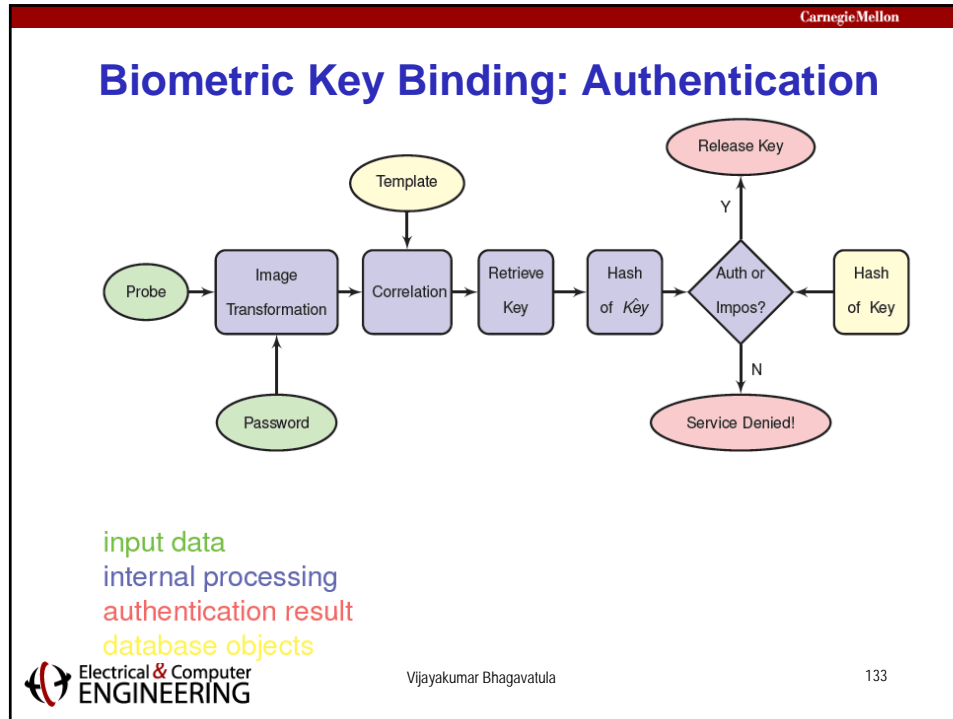 Carnegie Mellon
Biometric Key Binding: Authentication
Release Key
Template
Y
Probe
Image
Transformation
Correlation
Retrieve
Key
Hash
of Kêy
Auth or
Impos?
Hash
of Key
N
Password
Service Denied!
input data
internal processing
authentication result
database objects
Electrical & Computer
ENGINEERING
Vijayakumar Bhagavatula
133